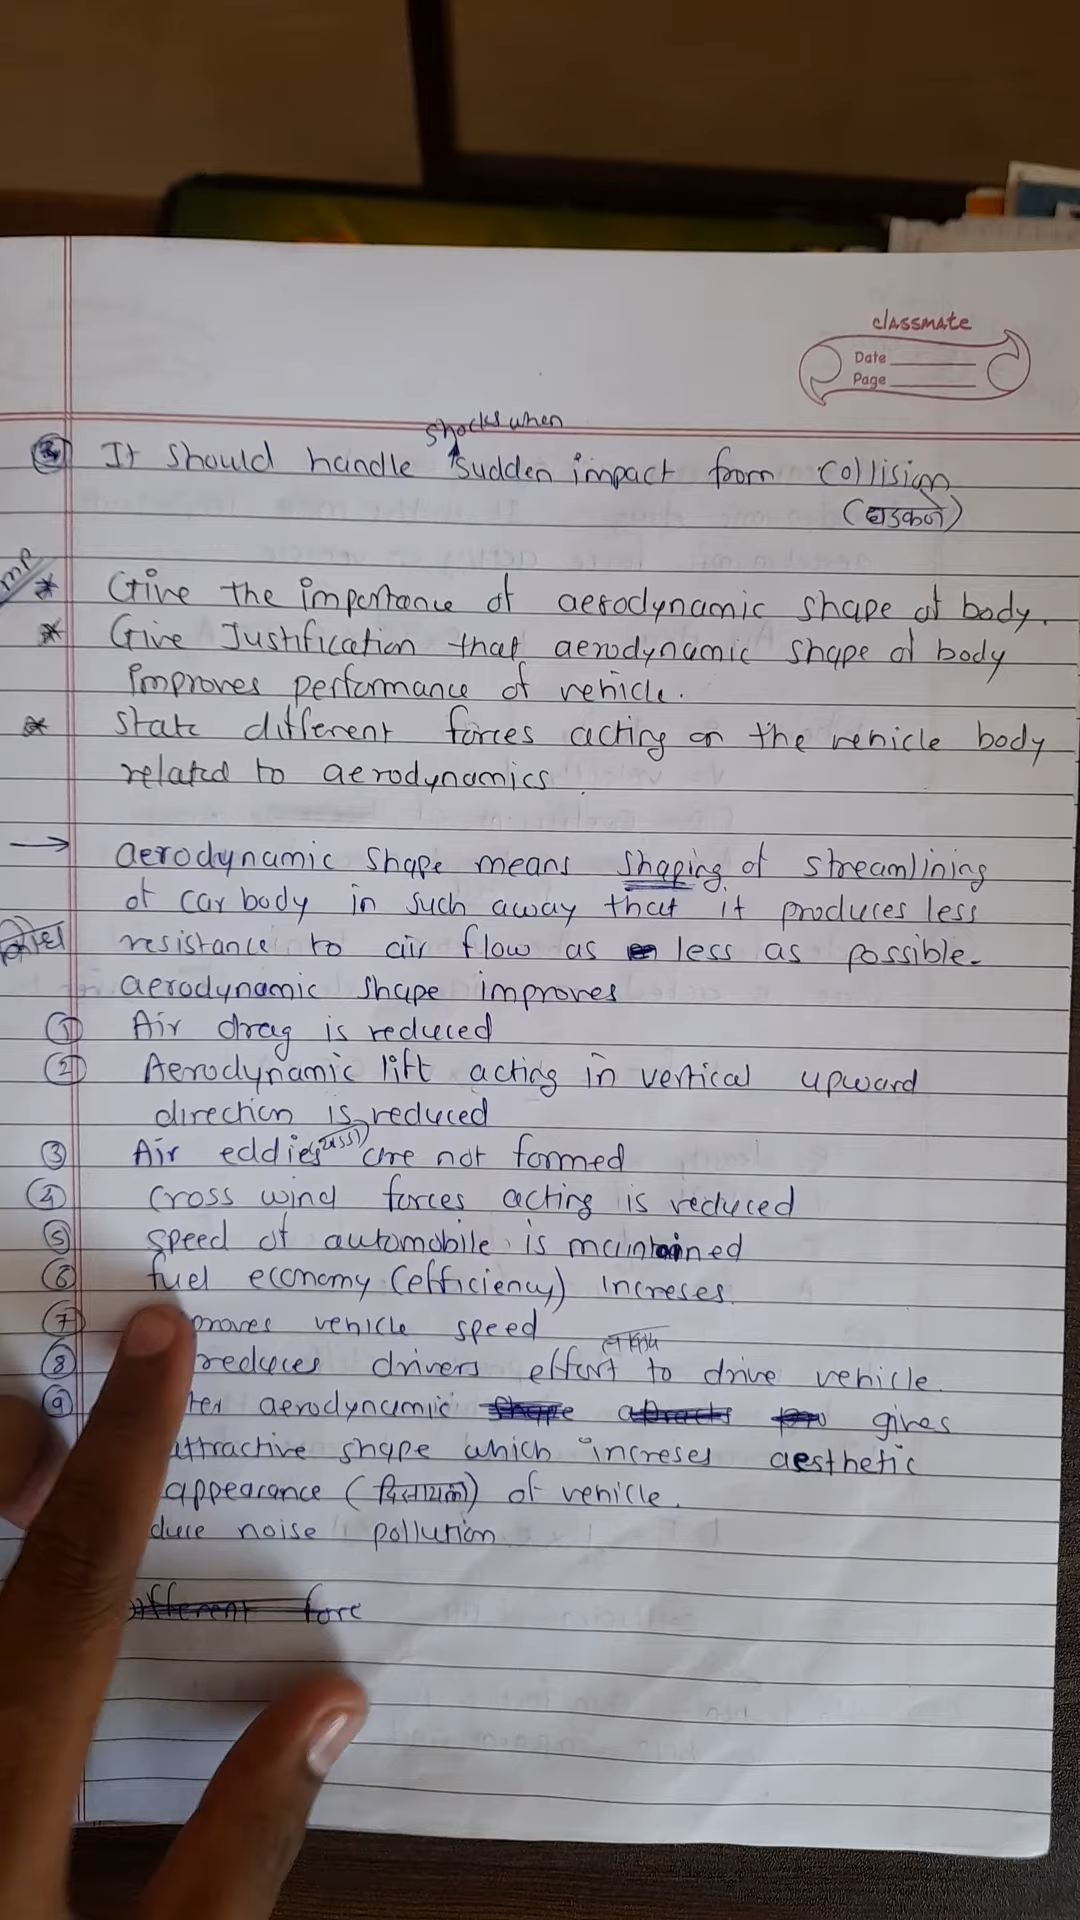 classmate
Date
Page
shocks when
③ It should handle sudden impact from collision
(धडकने)
Imp
* Give the importance of aerodynamic shape of body.
* Give Justification that aerodynamic shape of body
improves performance of vehicle.
* State different forces acting on the vehicle body
related to aerodynamics.
→ aerodynamic shape means shaping of streamlining
of car body in such away that it produces less
resistance to air flow as less as possible.
aerodynamic shape improves
① Air drag is reduced
② Aerodynamic lift acting in vertical upward
direction is reduced
③ Air eddies are not formed
④ cross wind forces acting is reduced
⑤ speed of automobile is maintained
⑥ fuel economy (efficiency) increses.
⑦ proves vehicle speed
⑧ reduces drivers effort to drive vehicle.
⑨ aerodynamic shape gives
attractive shape which increses aesthetic
appearance of vehicle.
duce noise pollution
fferent forc